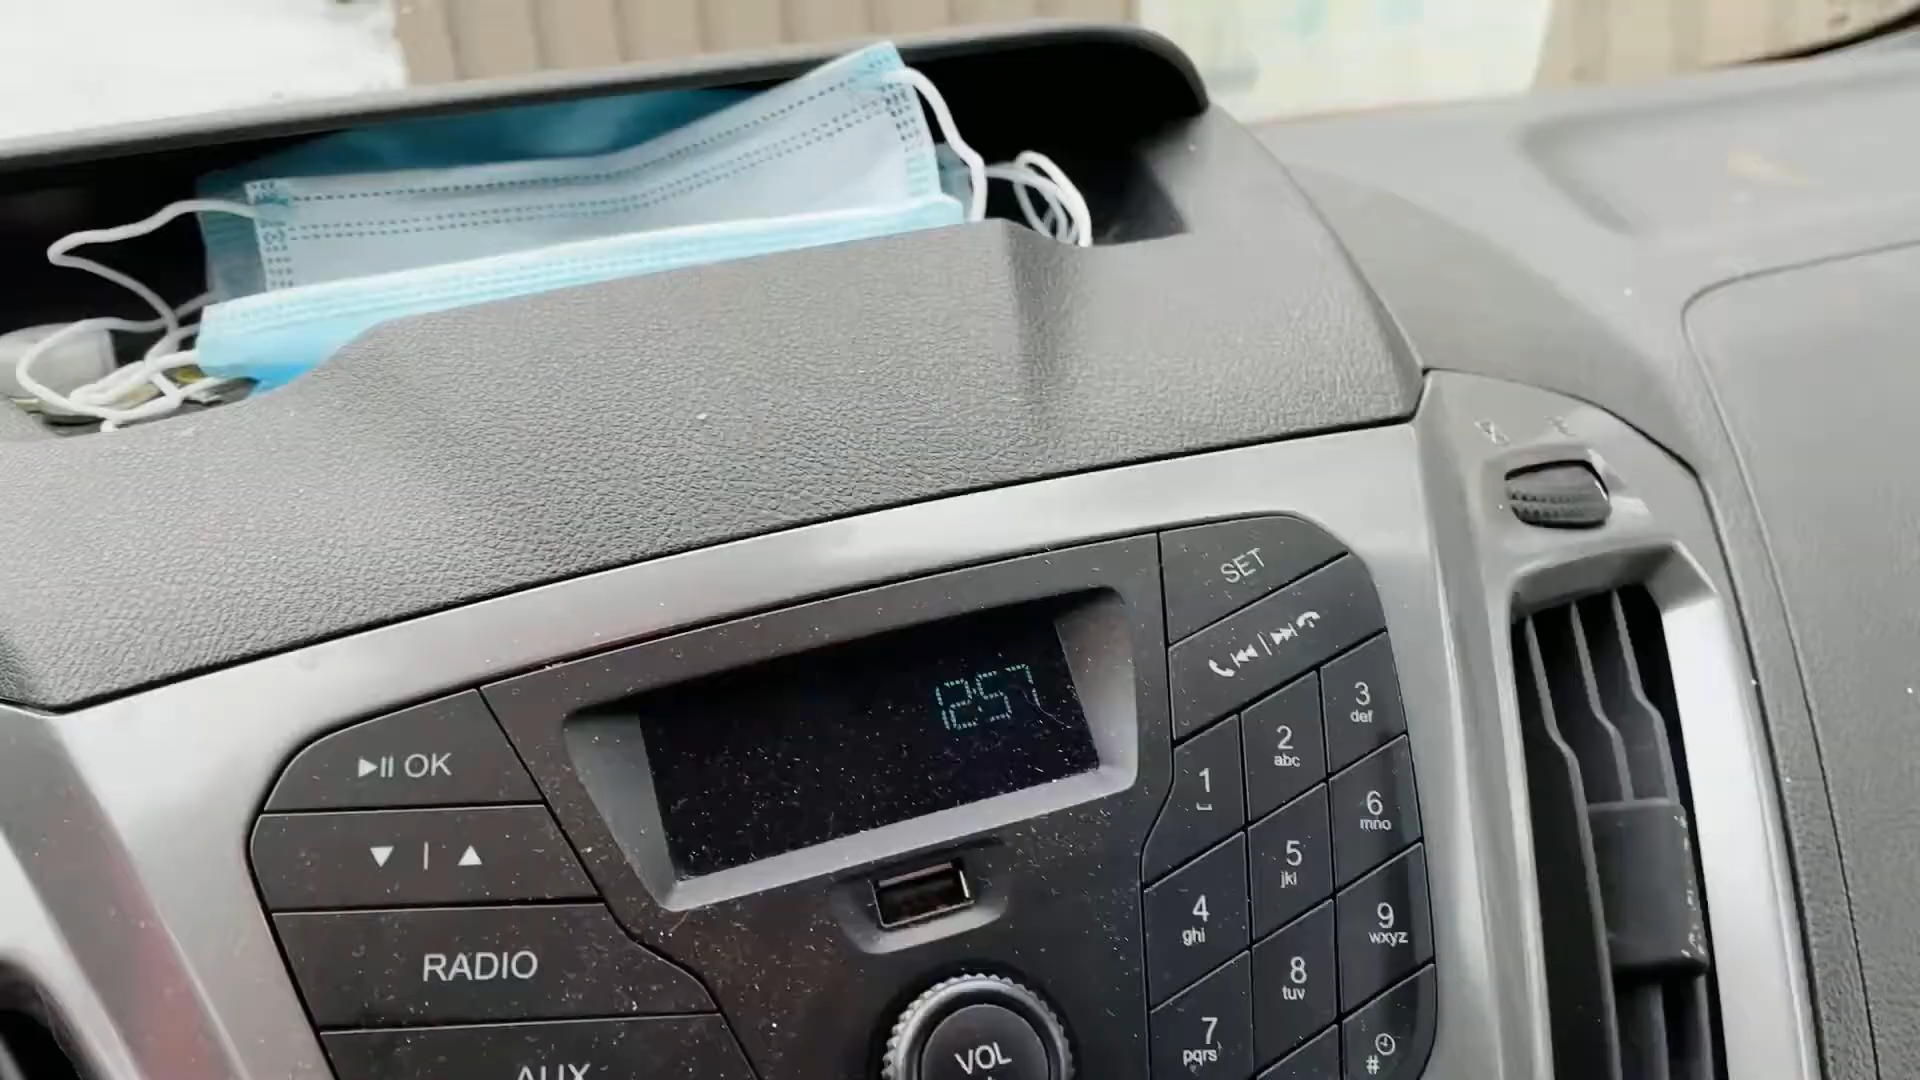 12:57
SET
3
def
2
abc
1
OK
6
mno
5
jkl
4
ghi
9
wxyz
RADIO
8
tuv
7
pqrs
#
VOL
AUX